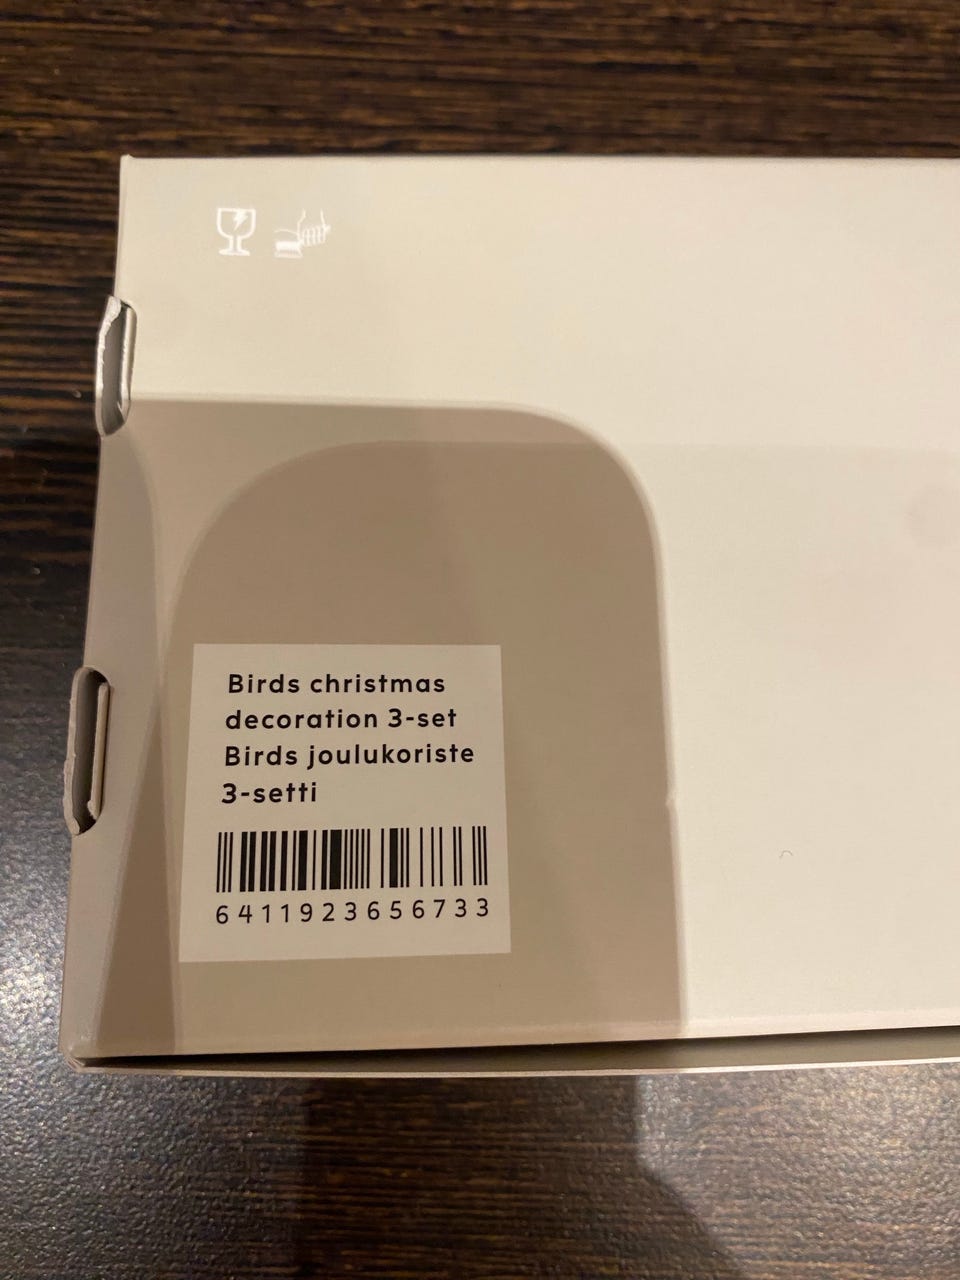 Birds christmas
decoration 3-set
Birds joulukoriste
3-setti
6411923656733